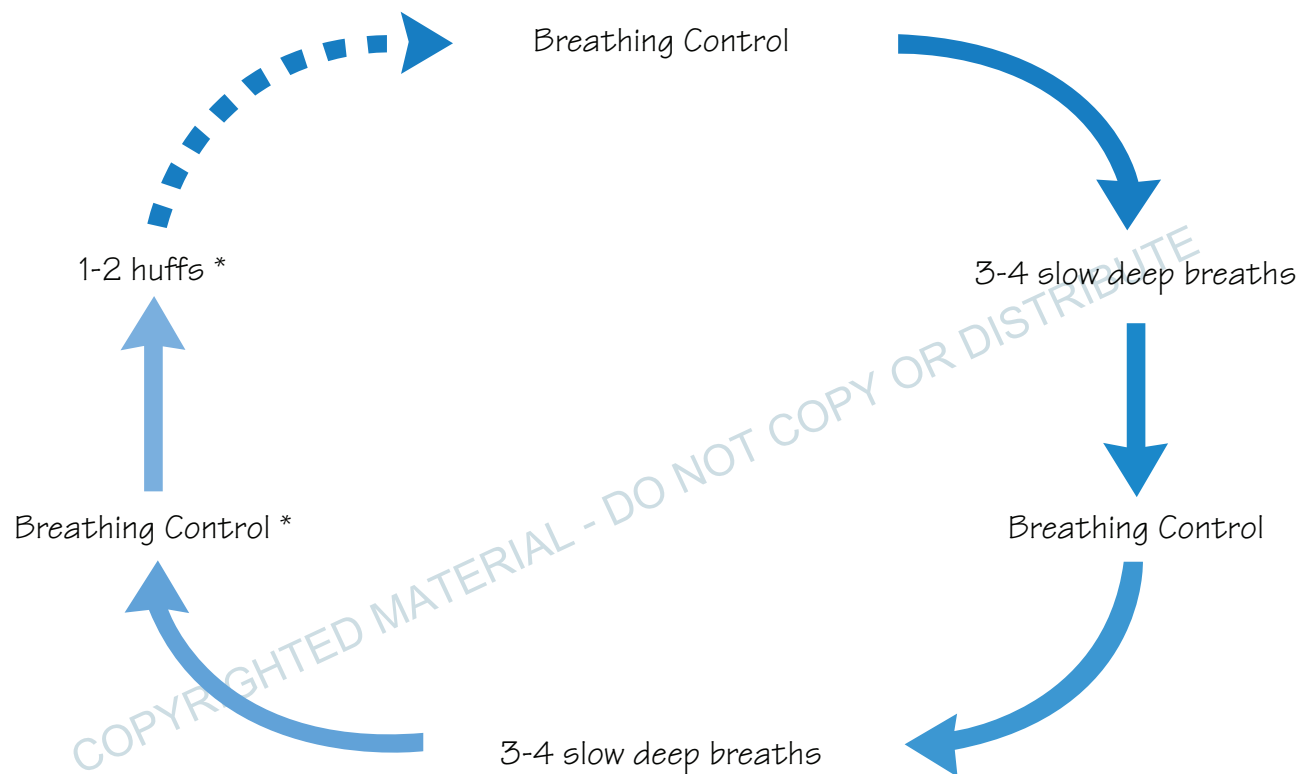 Breathing Control
3-4 slow deep breaths
Breathing Control
3-4 slow deep breaths
Breathing Control *
1-2 huffs *
COPYRIGHTED MATERIAL - DO NOT COPY OR DISTRIBUTE